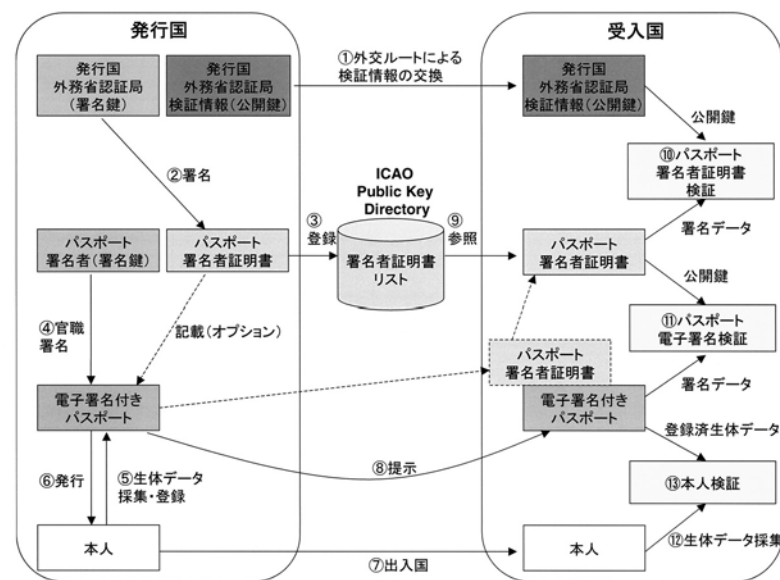 発行国
受入国
発行国
外務省認証局
(署名鍵)
発行国
外務省認証局
検証情報(公開鍵)
①外交ルートによる
検証情報の交換
発行国
外務省認証局
検証情報(公開鍵)
公開鍵
⑩パスポート
署名者証明書
検証
②署名
ICAO
Public Key
Directory
③
登録
⑨
参照
署名データ
パスポート
署名者(署名鍵)
パスポート
署名者証明書
署名者証明書
リスト
パスポート
署名者証明書
公開鍵
④官職
署名
記載(オプション)
⑪パスポート
電子署名検証
パスポート
署名者証明書
署名データ
電子署名付き
パスポート
電子署名付き
パスポート
登録済生体データ
⑥発行
⑤生体データ
採集・登録
⑧提示
⑬本人検証
本人
⑦出入国
本人
⑫生体データ採集